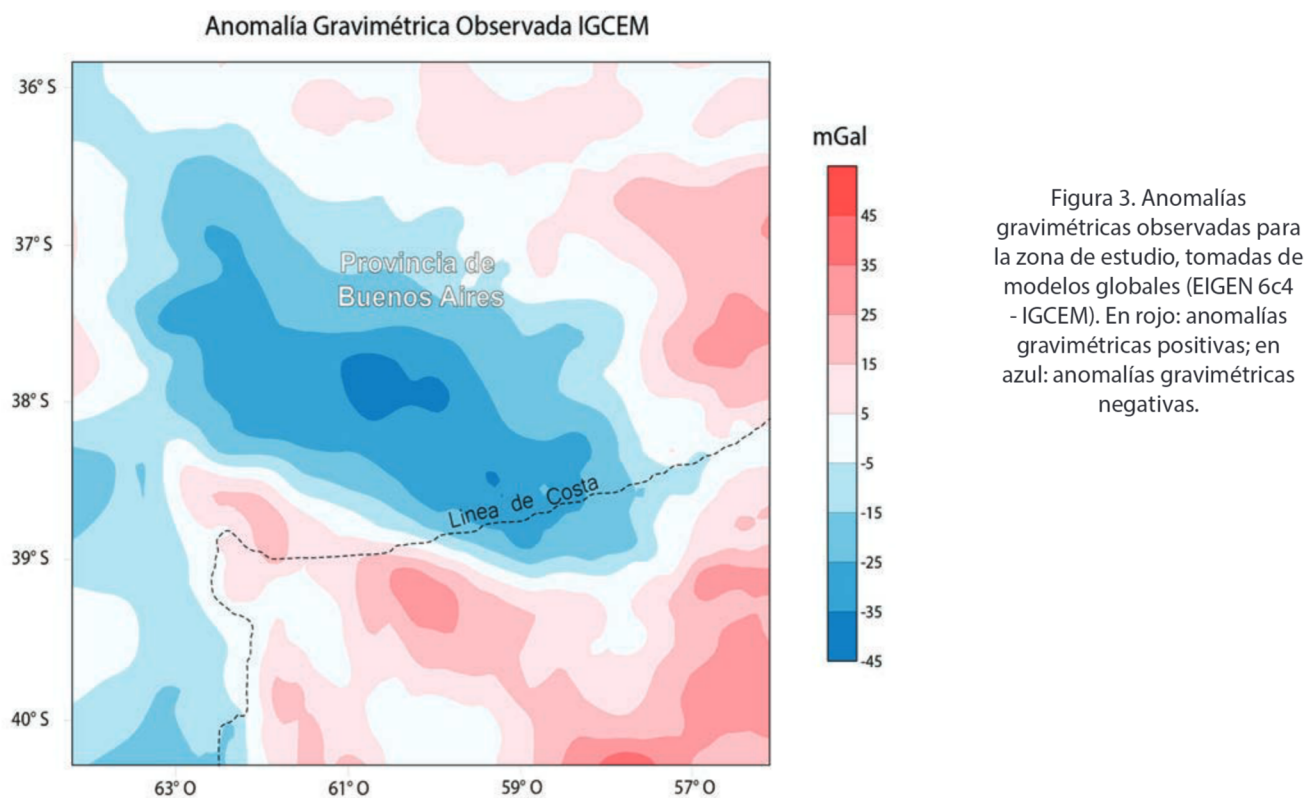 Anomalía Gravimétrica Observada IGCEM
36° S
37° S
38° S
39° S
40° S
63° O
61° O
59° O
57° O
Provincia de
Buenos Aires
Linea de Costa
mGal
45
35
25
15
5
-5
-15
-25
-35
-45
Figura 3. Anomalías
gravimétricas observadas para
la zona de estudio, tomadas de
modelos globales (EIGEN 6c4
- IGCEM). En rojo: anomalías
gravimétricas positivas; en
azul: anomalías gravimétricas
negativas.